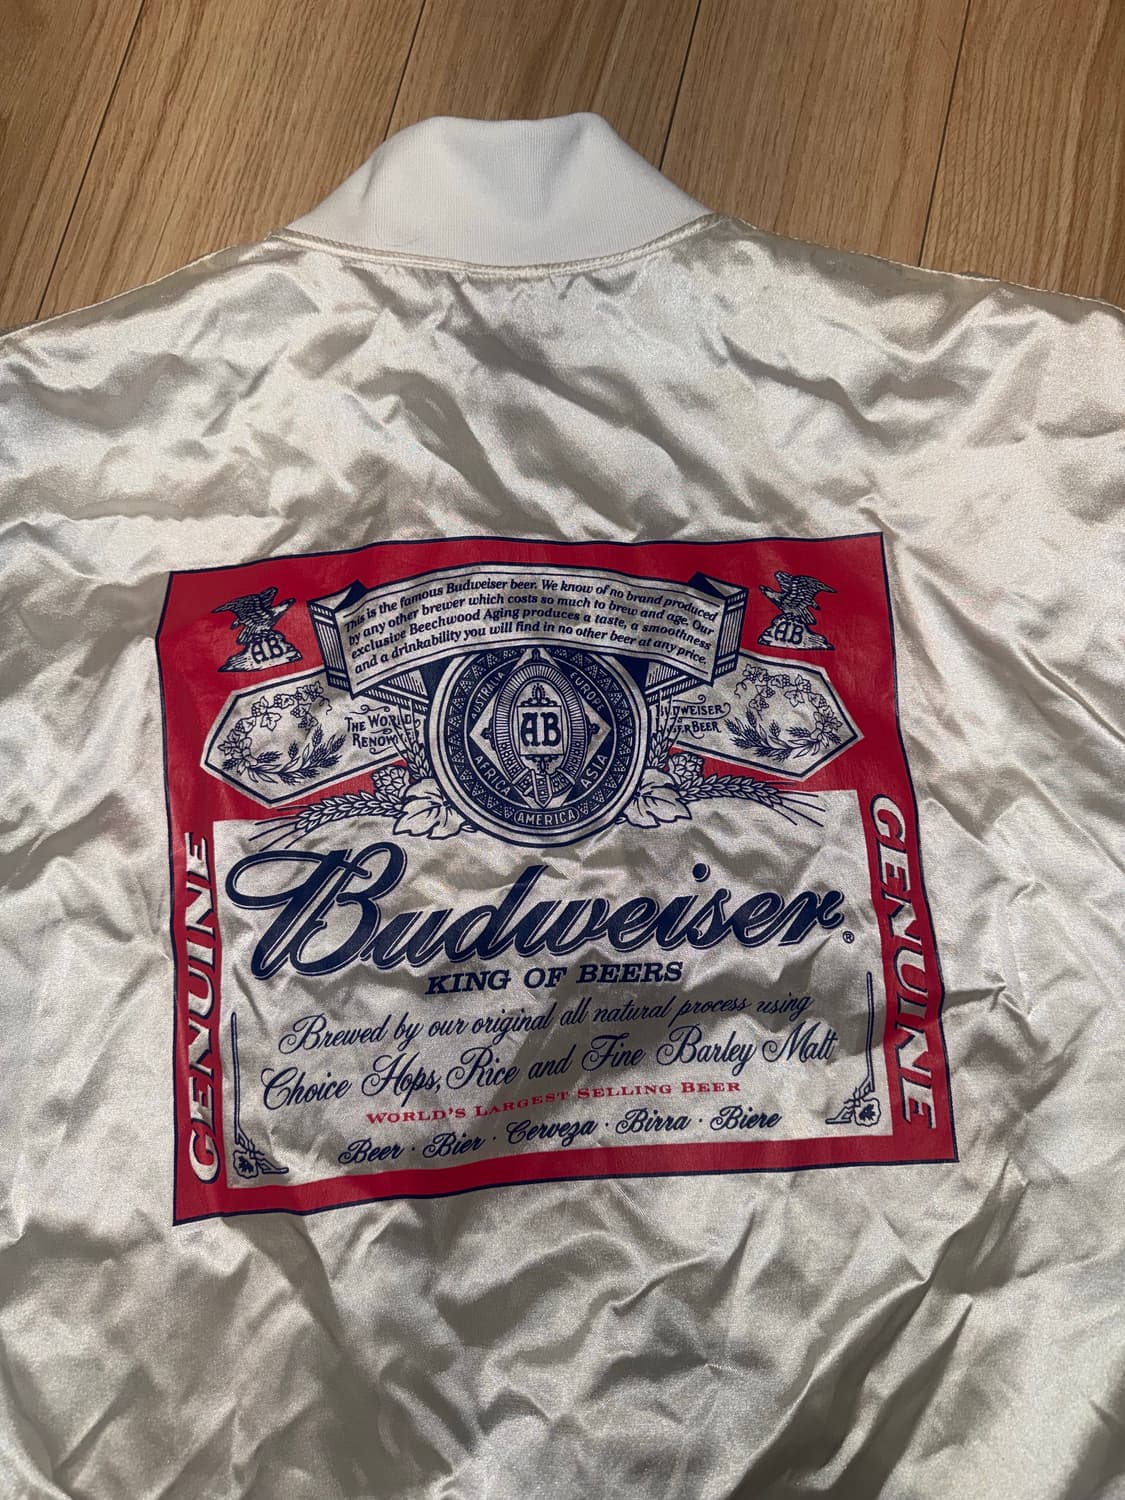 This is the famous Budweiser beer. We know of no brand produced
by any other brewer which costs so much to brew and age. Our
exclusive Beechwood Aging produces a taste, a smoothness
and a drinkability you will find in no other beer at any price.
AB
AB
THE WORLD
RENOW
DWEISER
ER BEER
AUSTRALIA
EUROPE
AB
AFRICA
ASIA
AMERICA
GENUINE
GENUINE
Budweiser®
KING OF BEERS
Brewed by our original all natural process using
Choice Hops, Rice and Fine Barley Malt
WORLD'S LARGEST SELLING BEER
Beer · Bier · Cerveza · Birra · Biere